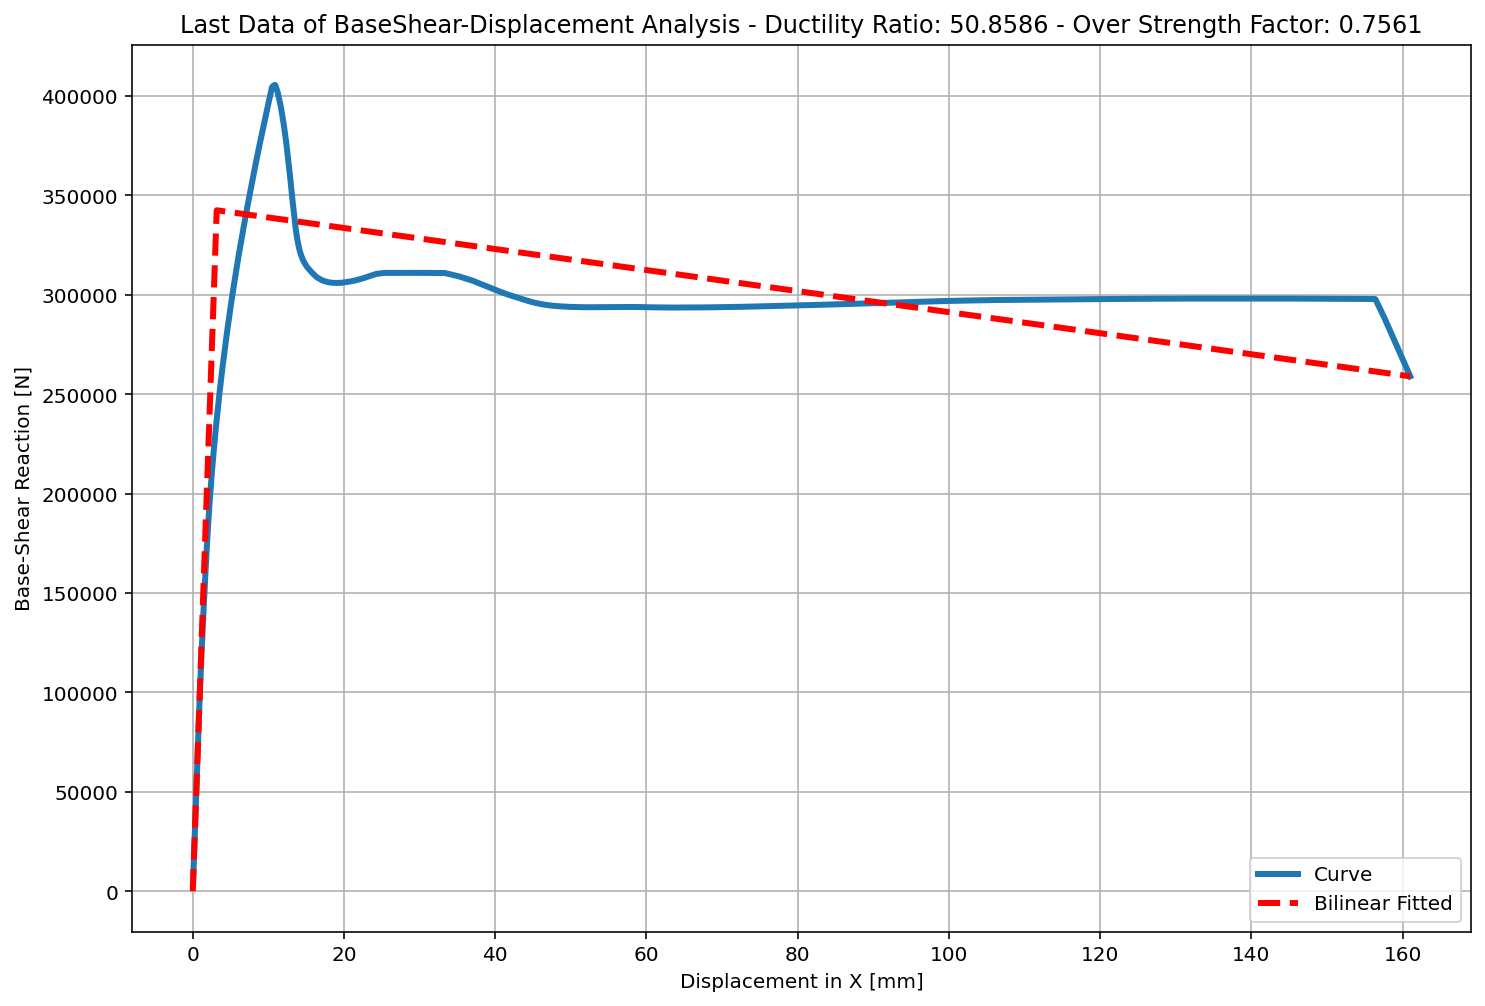 Last Data of BaseShear-Displacement Analysis - Ductility Ratio: 50.8586 - Over Strength Factor: 0.7561
Base-Shear Reaction [N]
400000
350000
300000
250000
200000
150000
100000
50000
0
Curve
Bilinear Fitted
0 20 40 60 80 100 120 140 160
Displacement in X [mm]